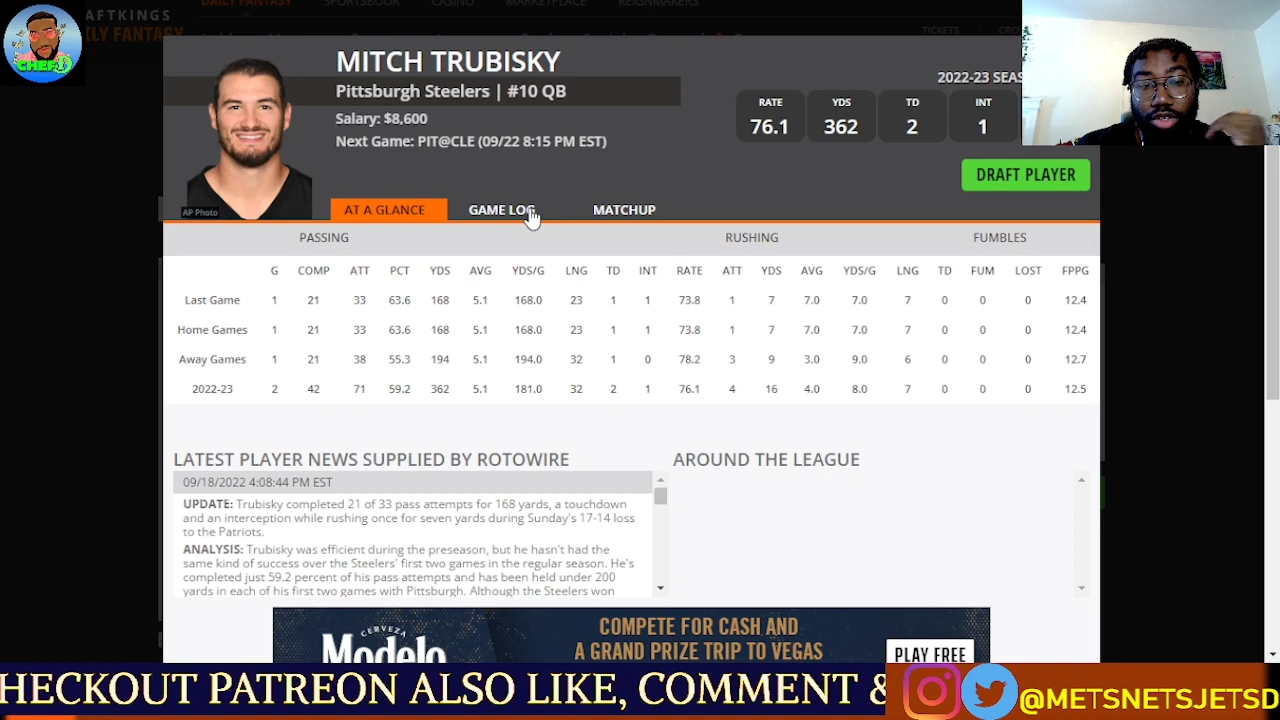 DAILY FANTASY SPORTSBOOK CASINO MARKETPLACE REIGNMAKERS
AFTKINGS
CHEF
MITCH TRUBISKY
Pittsburgh Steelers | #10 QB
Salary: $8,600
Next Game: PIT@CLE (09/22 8:15 PM EST)
TICKETS
2022-23 SEAS
RATE YDS TD INT
76.1 362 2 1
DRAFT PLAYER
AP Photo
AT A GLANCE GAME LOG MATCHUP
PASSING RUSHING FUMBLES
G COMP ATT PCT YDS AVG YDS/G LNG TD INT RATE ATT YDS AVG YDS/G LNG TD FUM LOST FPPG
Last Game 1 21 33 63.6 168 5.1 168.0 23 1 1 73.8 1 7 7.0 7.0 7 0 0 0 12.4
Home Games 1 21 33 63.6 168 5.1 168.0 23 1 1 73.8 1 7 7.0 7.0 7 0 0 0 12.4
Away Games 1 21 38 55.3 194 5.1 194.0 32 1 0 78.2 3 9 3.0 9.0 6 0 0 0 12.7
2022-23 2 42 71 59.2 362 5.1 181.0 32 2 1 76.1 4 16 4.0 8.0 7 0 0 0 12.5
LATEST PLAYER NEWS SUPPLIED BY ROTOWIRE
AROUND THE LEAGUE
09/18/2022 4:08:44 PM EST
UPDATE: Trubisky completed 21 of 33 pass attempts for 168 yards, a touchdown
and an interception while rushing once for seven yards during Sunday's 17-14 loss
to the Patriots.
ANALYSIS: Trubisky was efficient during the preseason, but he hasn't had the
same kind of success over the Steelers' first two games in the regular season. He's
completed just 59.2 percent of his pass attempts and has been held under 200
yards in each of his first two games with Pittsburgh. Although the Steelers won
CERVEZA
Modelo
COMPETE FOR CASH AND
A GRAND PRIZE TRIP TO VEGAS
PLAY FREE
HECKOUT PATREON ALSO LIKE, COMMENT &
@METSNETSJETSD